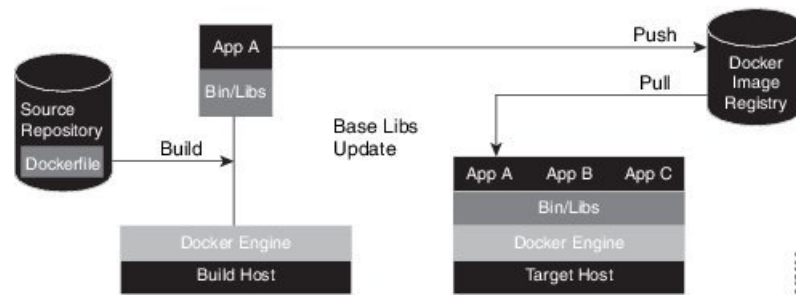 App A
Bin/Libs
Push
Docker
Image
Registry
Pull
Source
Repository
Dockerfile
Build
Base Libs
Update
App A App B App C
Bin/Libs
Docker Engine
Build Host
Docker Engine
Target Host